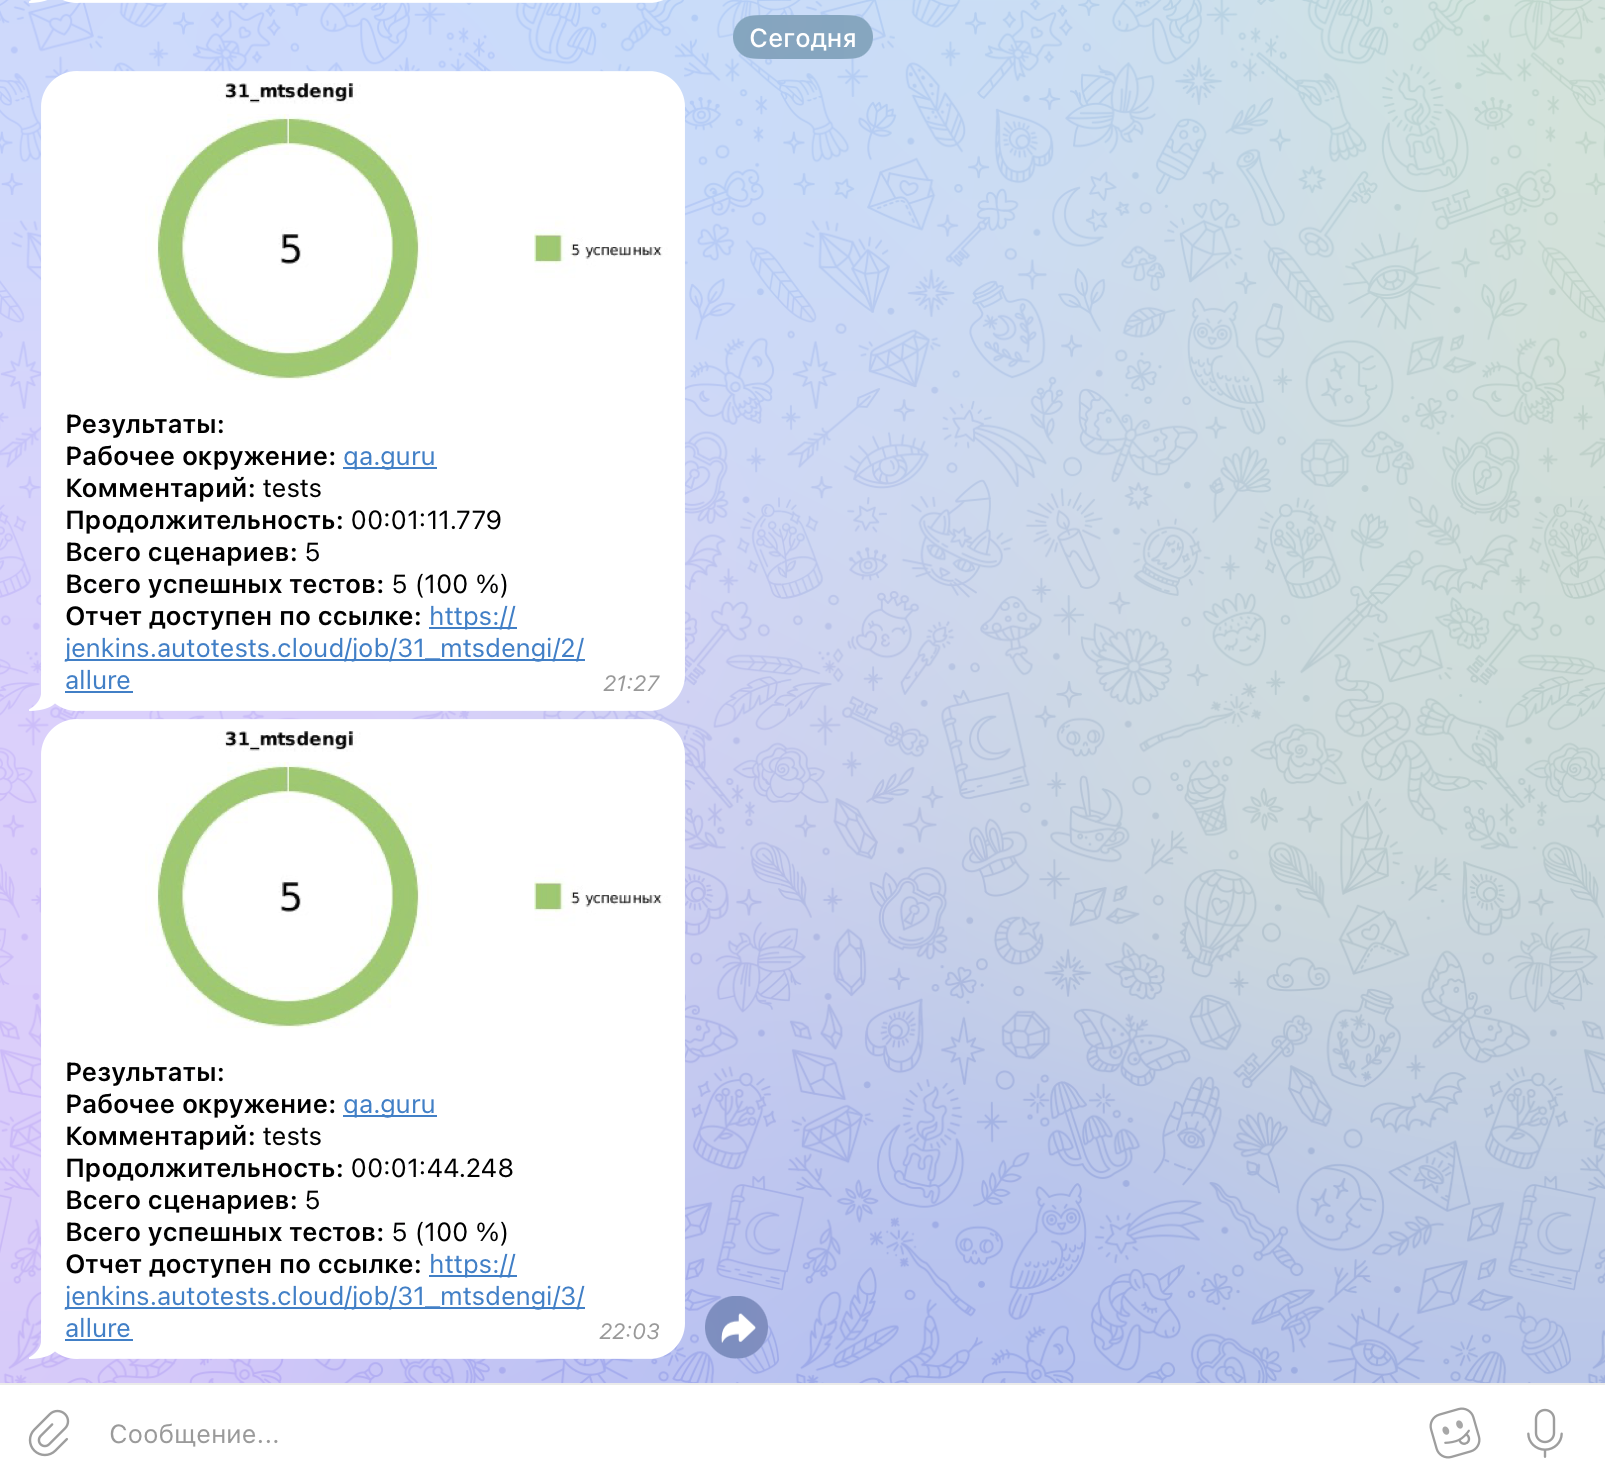 Сегодня
31_mtsdengi
5
5 успешных
Результаты:
Рабочее окружение: qa.guru
Комментарий: tests
Продолжительность: 00:01:11.779
Всего сценариев: 5
Всего успешных тестов: 5 (100 %)
Отчет доступен по ссылке: https://
jenkins.autotests.cloud/job/31_mtsdengi/2/
allure
21:27
31_mtsdengi
5
5 успешных
Результаты:
Рабочее окружение: qa.guru
Комментарий: tests
Продолжительность: 00:01:44.248
Всего сценариев: 5
Всего успешных тестов: 5 (100 %)
Отчет доступен по ссылке: https://
jenkins.autotests.cloud/job/31_mtsdengi/3/
allure
22:03
Сообщение...